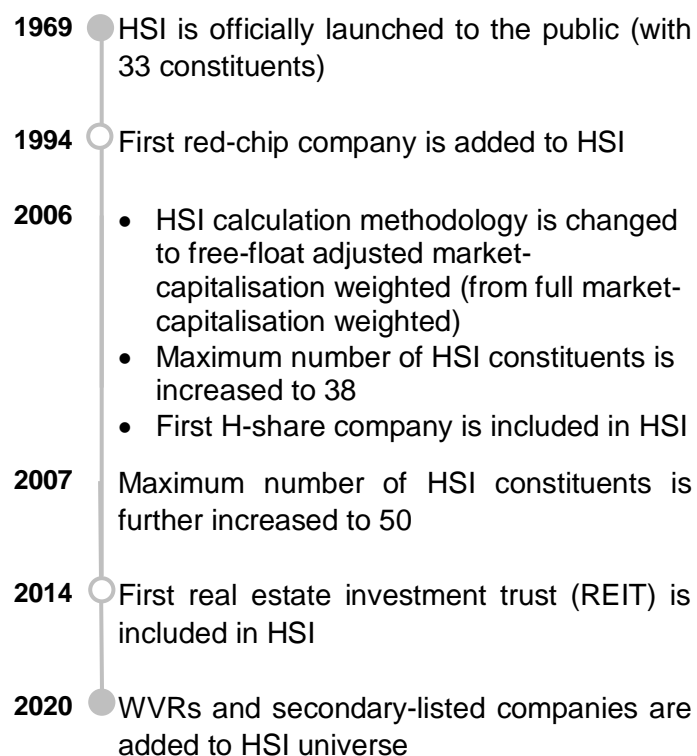 1969 HSI is officially launched to the public (with
33 constituents)
1994 First red-chip company is added to HSI
2006 • HSI calculation methodology is changed
to free-float adjusted market-
capitalisation weighted (from full market-
capitalisation weighted)
• Maximum number of HSI constituents is
increased to 38
• First H-share company is included in HSI
2007 Maximum number of HSI constituents is
further increased to 50
2014 First real estate investment trust (REIT) is
included in HSI
2020 WVRs and secondary-listed companies are
added to HSI universe